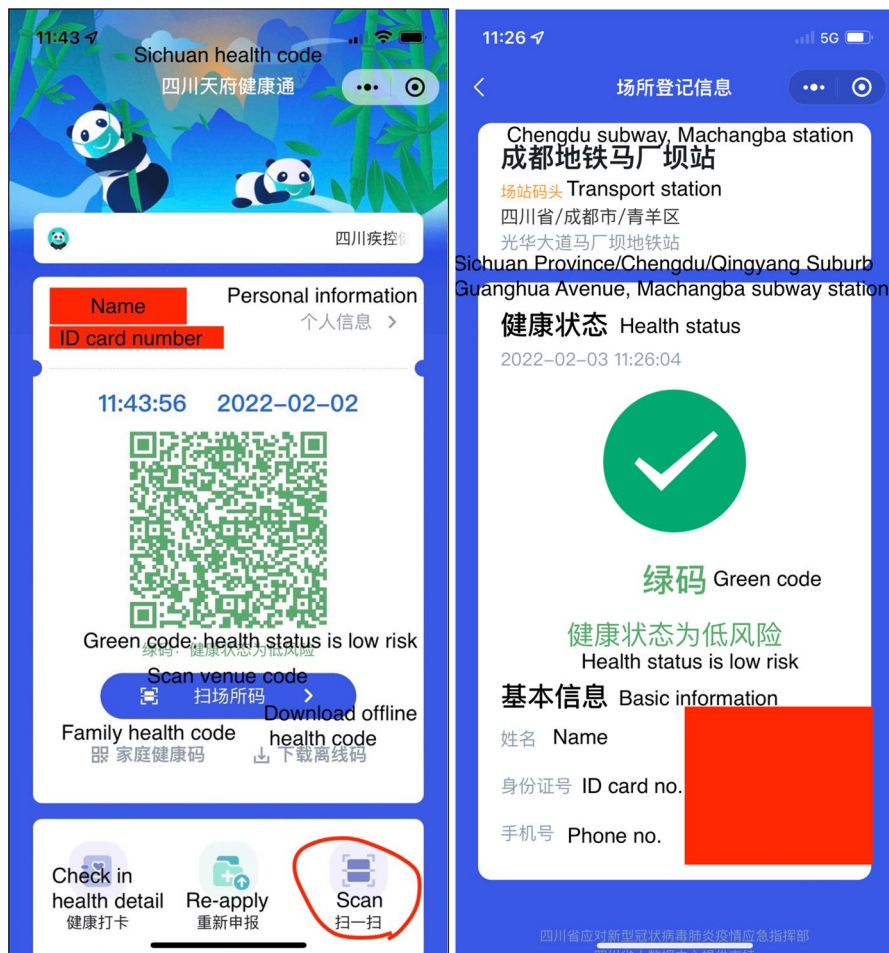 11:43
Sichuan health code
四川天府健康通
四川疾控
Name
Personal information
个人信息
ID card number
11:43:56 2022-02-02
Green code; health status is low risk
绿码：健康状态为低风险
Scan venue code
扫场所码
Download offline
Family health code
health code
家庭健康码
下载离线码
Check in
health detail
健康打卡
Re-apply
重新申报
Scan
扫一扫
11:26
5G
场所登记信息
Chengdu subway, Machangba station
成都地铁马厂坝站
场站码头 Transport station
四川省/成都市/青羊区
光华大道马厂坝地铁站
Sichuan Province/Chengdu/Qingyang Suburb
Guanghua Avenue, Machangba subway station
健康状态 Health status
2022-02-03 11:26:04
绿码 Green code
健康状态为低风险
Health status is low risk
基本信息 Basic information
姓名 Name
身份证号 ID card no.
手机号 Phone no.
四川省应对新型冠状病毒肺炎疫情应急指挥部